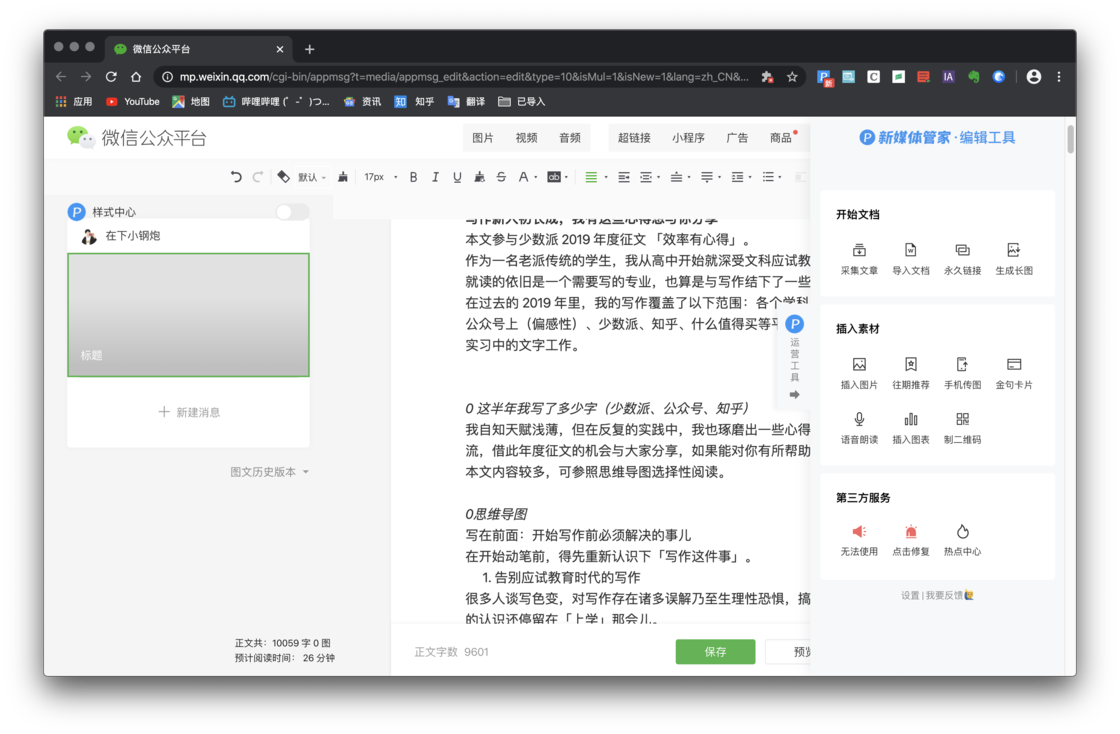 微信公众平台
mp.weixin.qq.com/cgi-bin/appmsg?t=media/appmsg_edit&action=edit&type=10&isMul=1&isNew=1&lang=zh_CN&...
新
IA
应用 YouTube 地图 哔哩哔哩 (゜-゜)つ... 资讯 知 知乎 翻译 已导入
微信公众平台
图片 视频 音频 超链接 小程序 广告 商品
新媒体管家·编辑工具
默认 17px B I U S A ab
样式中心
在下小钢炮
标题
新建消息
图文历史版本
正文共：10059 字 0 图
预计阅读时间： 26 分钟
写作新人初长成，我有这些心得想与你分享
本文参与少数派 2019 年度征文 「效率有心得」。
作为一名老派传统的学生，我从高中开始就深受文科应试教
就读的依旧是一个需要写的专业，也算是与写作结下了一些
在过去的 2019 年里，我的写作覆盖了以下范围：各个学科
公众号上（偏感性）、少数派、知乎、什么值得买等平
实习中的文字工作。
0 这半年我写了多少字（少数派、公众号、知乎）
我自知天赋浅薄，但在反复的实践中，我也琢磨出一些心得
流，借此年度征文的机会与大家分享，如果能对你有所帮助
本文内容较多，可参照思维导图选择性阅读。
0思维导图
写在前面：开始写作前必须解决的事儿
在开始动笔前，得先重新认识下「写作这件事」。
1. 告别应试教育时代的写作
很多人谈写色变，对写作存在诸多误解乃至生理性恐惧，搞
的认识还停留在「上学」那会儿。
正文字数 9601
保存
预览
运营工具
开始文档
采集文章 导入文档 永久链接 生成长图
插入素材
插入图片 往期推荐 手机传图 金句卡片
语音朗读 插入图表 制二维码
第三方服务
无法使用 点击修复 热点中心
设置 | 我要反馈